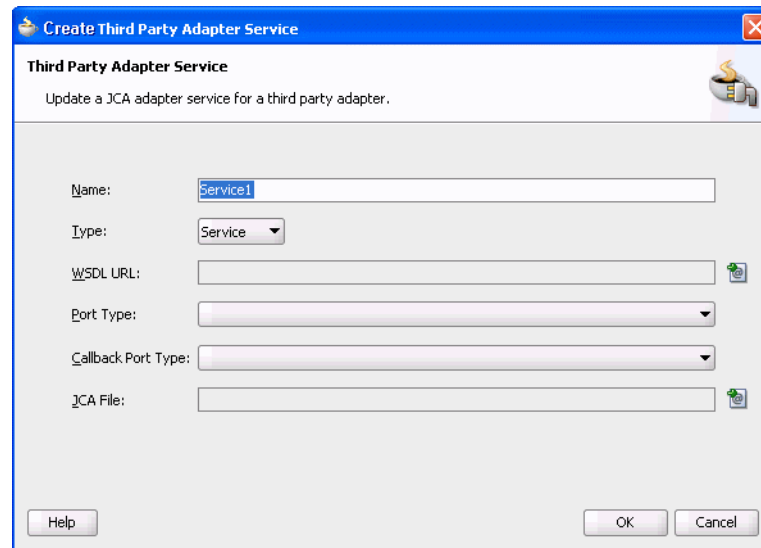 Create Third Party Adapter Service
Third Party Adapter Service
Update a JCA adapter service for a third party adapter.
Name: Service1
Type: Service
WSDL URL:
Port Type:
Callback Port Type:
JCA File:
Help OK Cancel